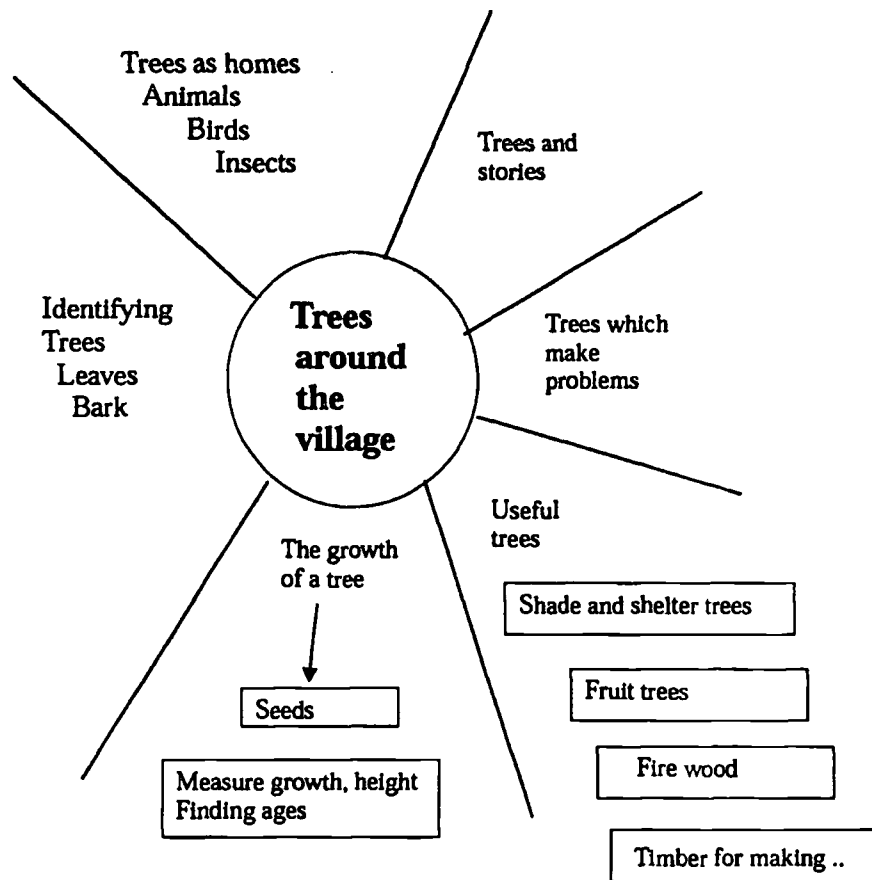 Trees as homes
Animals
Birds
Insects
Trees and
stories
Identifying
Trees
Leaves
Bark
Trees
around
the
village
Trees which
make
problems
The growth
of a tree
Seeds
Measure growth, height
Finding ages
Useful
trees
Shade and shelter trees
Fruit trees
Fire wood
Timber for making ..